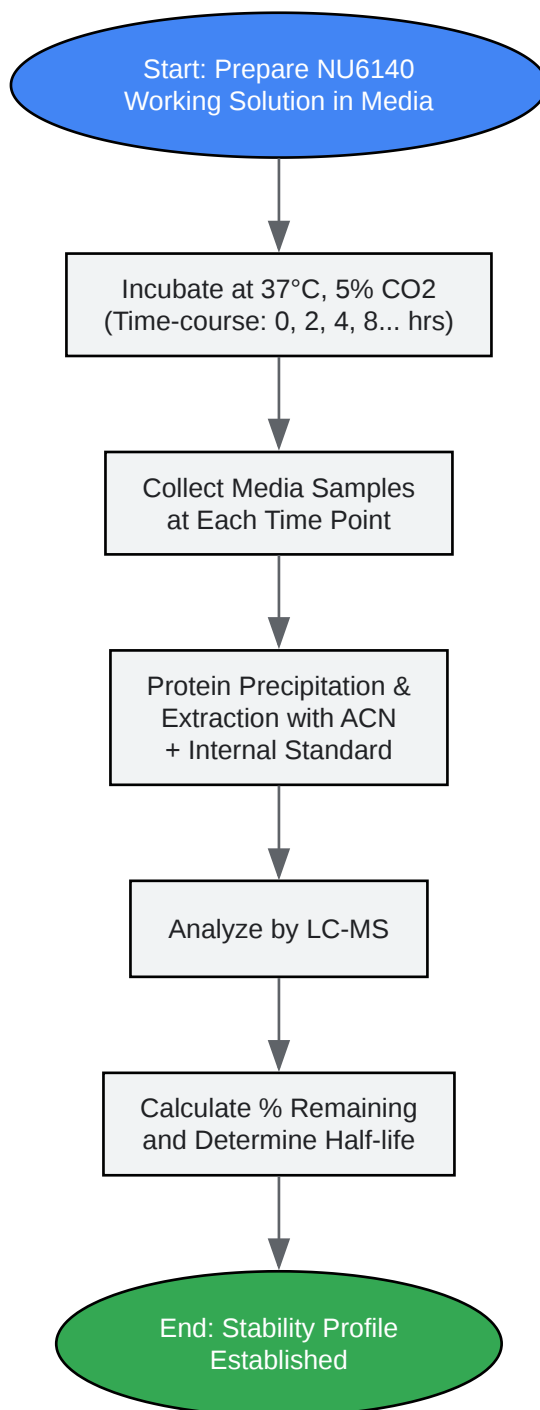 Start: Prepare NU6140
Working Solution in Media
Incubate at 37°C, 5% CO2
(Time-course: 0, 2, 4, 8... hrs)
Collect Media Samples
at Each Time Point
Protein Precipitation &
Extraction with ACN
+ Internal Standard
Analyze by LC-MS
Calculate % Remaining
and Determine Half-life
End: Stability Profile
Established